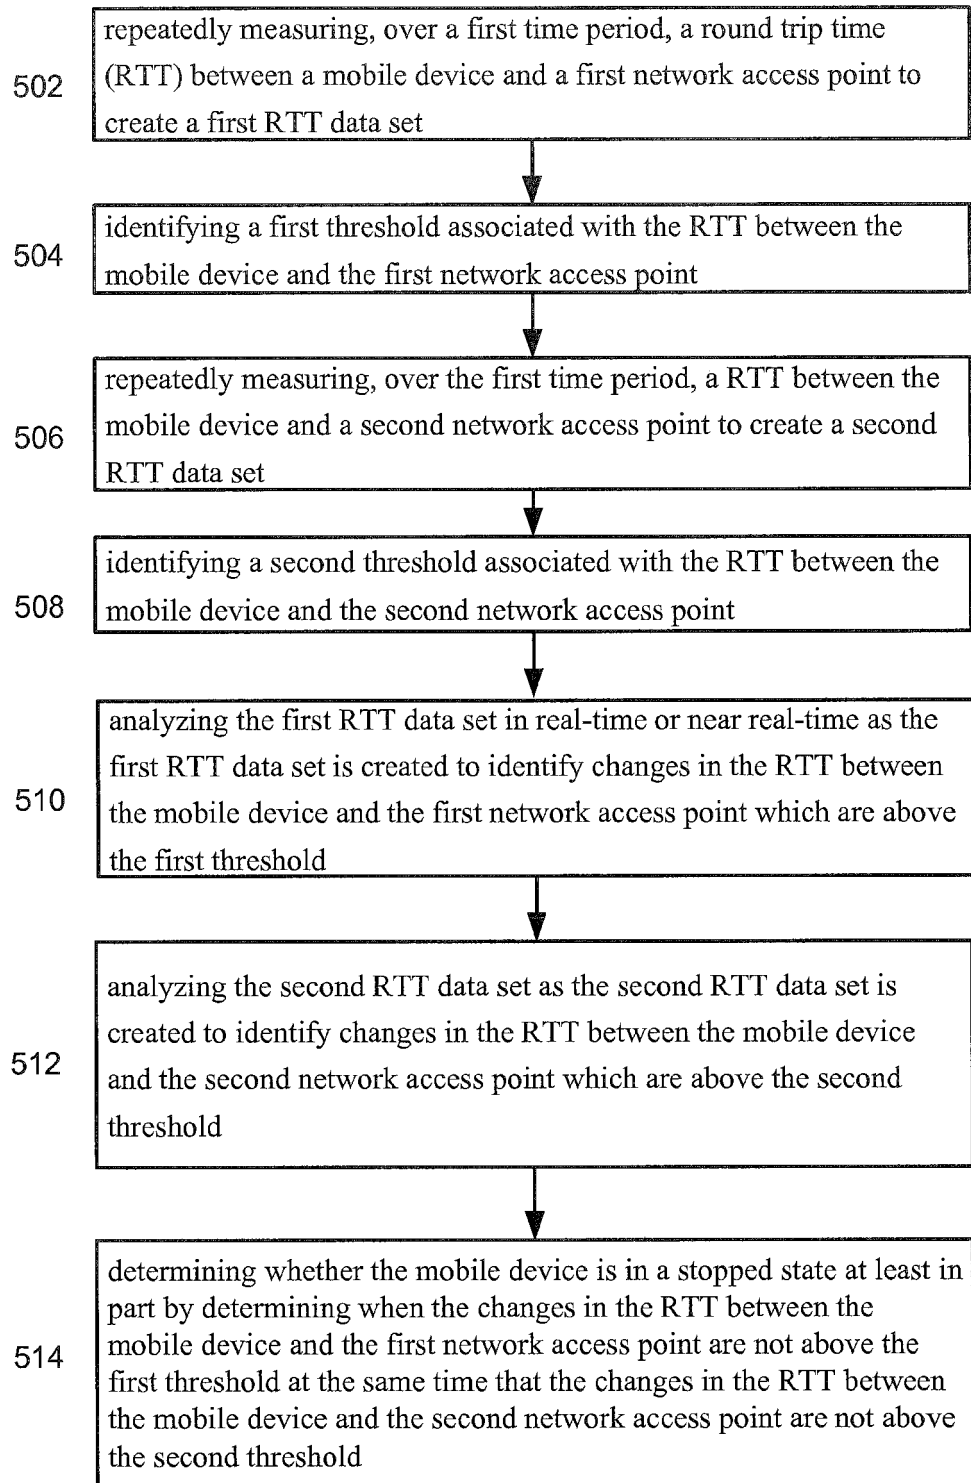 502
repeatedly measuring, over a first time period, a round trip time
(RTT) between a mobile device and a first network access point to
create a first RTT data set
504
identifying a first threshold associated with the RTT between the
mobile device and the first network access point
506
repeatedly measuring, over the first time period, a RTT between the
mobile device and a second network access point to create a second
RTT data set
508
identifying a second threshold associated with the RTT between the
mobile device and the second network access point
510
analyzing the first RTT data set in real-time or near real-time as the
first RTT data set is created to identify changes in the RTT between
the mobile device and the first network access point which are above
the first threshold
512
analyzing the second RTT data set as the second RTT data set is
created to identify changes in the RTT between the mobile device
and the second network access point which are above the second
threshold
514
determining whether the mobile device is in a stopped state at least in
part by determining when the changes in the RTT between the
mobile device and the first network access point are not above the
first threshold at the same time that the changes in the RTT between
the mobile device and the second network access point are not above
the second threshold